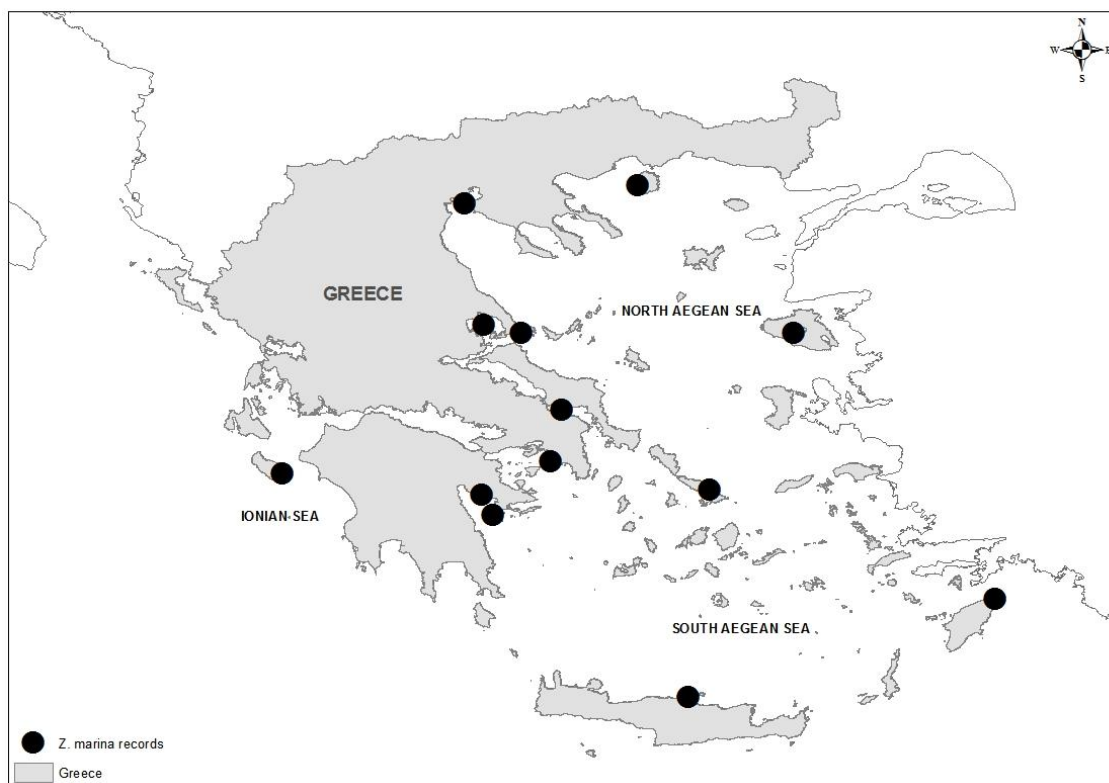 N
W E
S
GREECE
NORTH AEGEAN SEA
IONIAN SEA
SOUTH AEGEAN SEA
Z. marina records
Greece